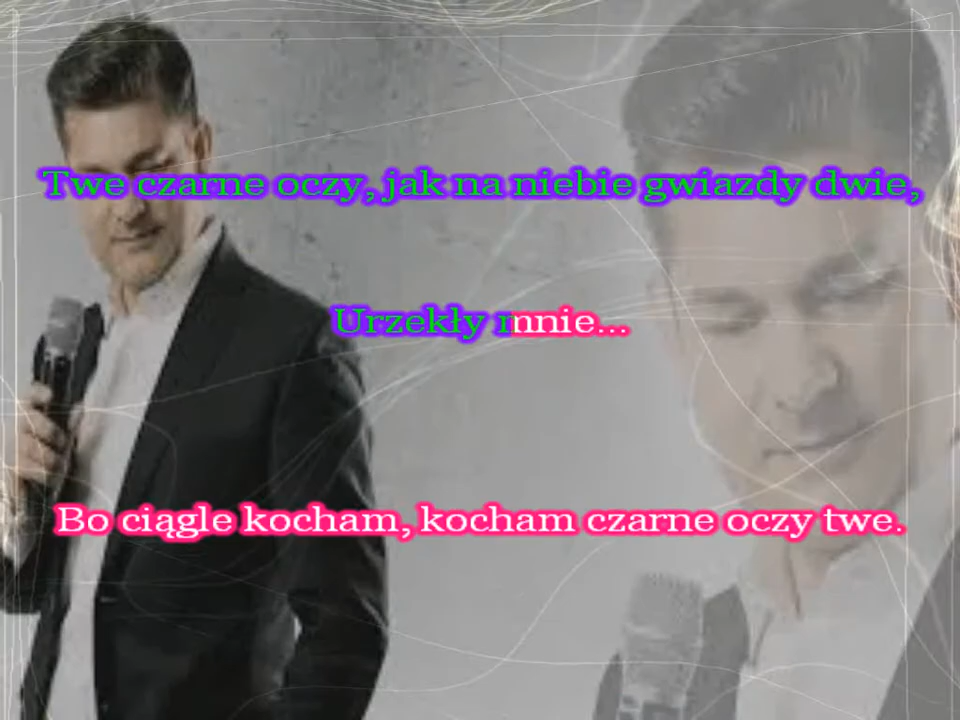 Twe czarne oczy, jak na niebie gwiazdy dwie,
Urzekły mnie...
Bo ciągle kocham, kocham czarne oczy twe.